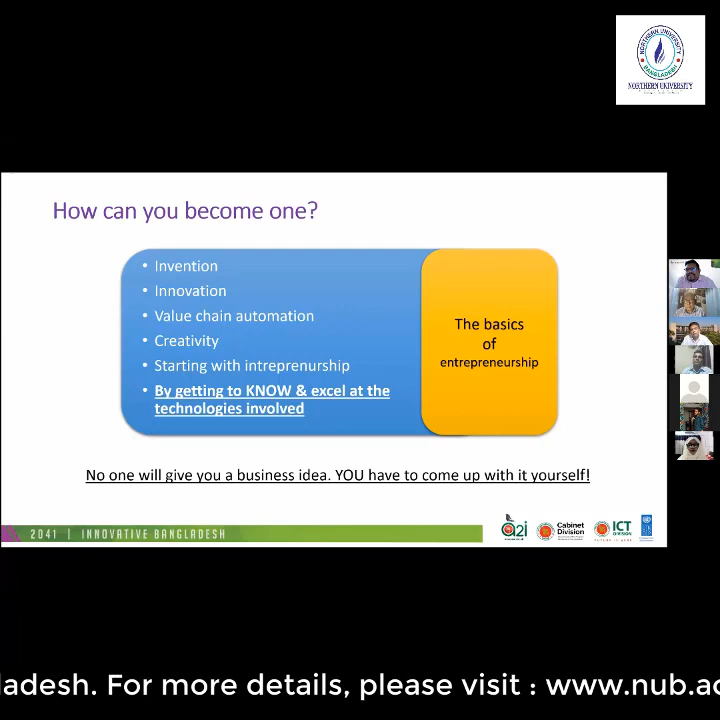 NORTHERN UNIVERSITY
BANGLADESH
NORTHERN UNIVERSITY
How can you become one?
• Invention
• Innovation
• Value chain automation
• Creativity
• Starting with intreprenurship
• By getting to KNOW & excel at the
technologies involved
The basics
of
entrepreneurship
No one will give you a business idea. YOU have to come up with it yourself!
2041 | INNOVATIVE BANGLADESH
a2i
Cabinet
Division
ICT
DIVISION
ladesh. For more details, please visit : www.nub.ac